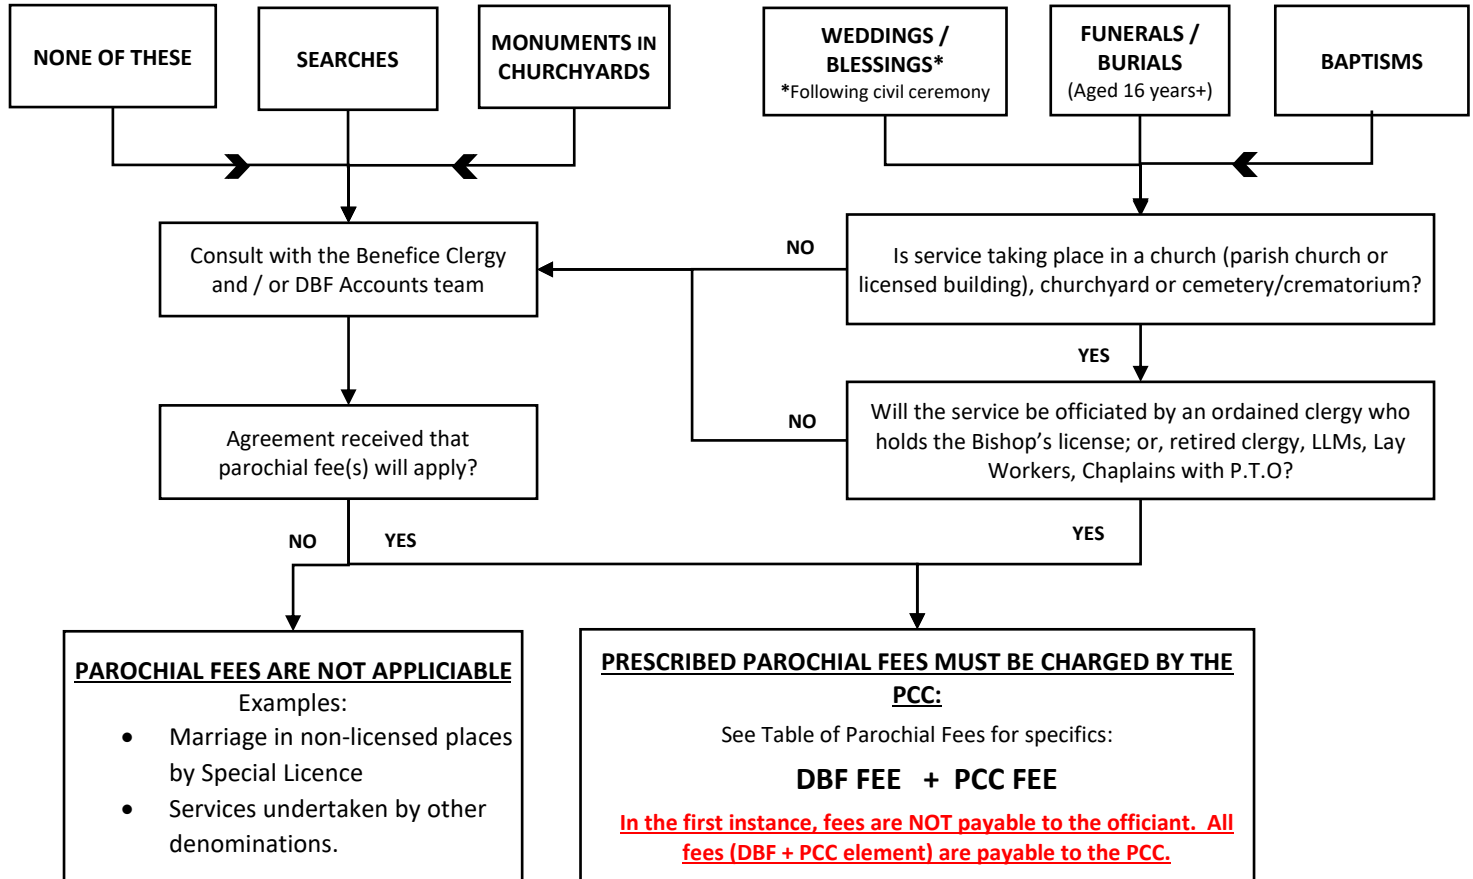 NONE OF THESE
SEARCHES
MONUMENTS IN
CHURCHYARDS
WEDDINGS /
BLESSINGS*
*Following civil ceremony
FUNERALS /
BURIALS
(Aged 16 years+)
BAPTISMS
Consult with the Benefice Clergy
and / or DBF Accounts team
NO
Is service taking place in a church (parish church or
licensed building), churchyard or cemetery/crematorium?
YES
Agreement received that
parochial fee(s) will apply?
NO
Will the service be officiated by an ordained clergy who
holds the Bishop’s license; or, retired clergy, LLMs, Lay
Workers, Chaplains with P.T.O?
NO
YES
YES
PAROCHIAL FEES ARE NOT APPLICIABLE
Examples:
• Marriage in non-licensed places
by Special Licence
• Services undertaken by other
denominations.
PRESCRIBED PAROCHIAL FEES MUST BE CHARGED BY THE
PCC:
See Table of Parochial Fees for specifics:
DBF FEE + PCC FEE
In the first instance, fees are NOT payable to the officiant. All
fees (DBF + PCC element) are payable to the PCC.